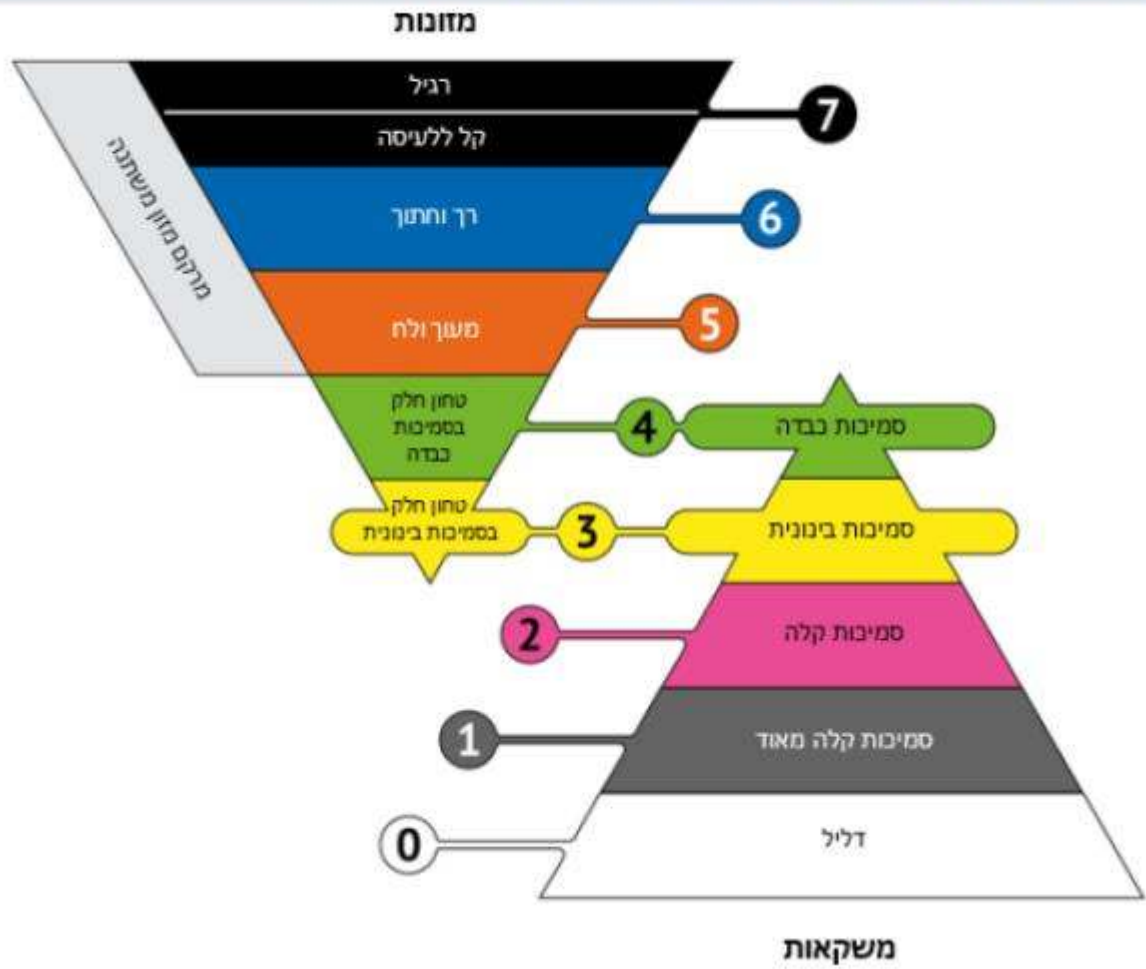 מזונות
רגיל
קל ללעיסה
7
רך וחתוך
6
מעוך ולח
5
מרקם מזון משתנה
טחון חלק
בסמיכות
כבדה
4
סמיכות כבדה
טחון חלק
בסמיכות בינונית
3
סמיכות בינונית
2
סמיכות קלה
1
סמיכות קלה מאוד
0
דליל
משקאות